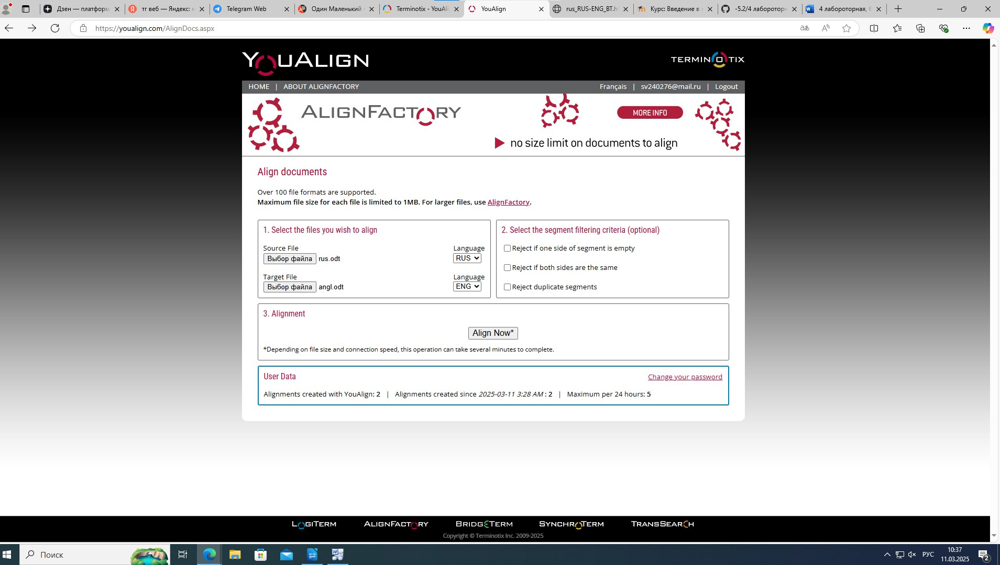 Дзен — платформ
тг веб — Яндекс: н
Telegram Web
Один Маленький
Terminotix - YouAli
YouAlign
rus_RUS-ENG_BT.h
Курс: Введение в
-5.2/4 лабороторн
4 лабороторная,
https://youalign.com/AlignDocs.aspx
YOUALIGN
TERMINOTIX
HOME | ABOUT ALIGNFACTORY
Français | sv240276@mail.ru | Logout
ALIGNFACTORY
MORE INFO
no size limit on documents to align
Align documents
Over 100 file formats are supported.
Maximum file size for each file is limited to 1MB. For larger files, use AlignFactory.
1. Select the files you wish to align
Source File
Language
Выбор файла rus.odt
RUS
Target File
Language
Выбор файла angl.odt
ENG
2. Select the segment filtering criteria (optional)
Reject if one side of segment is empty
Reject if both sides are the same
Reject duplicate segments
3. Alignment
Align Now*
*Depending on file size and connection speed, this operation can take several minutes to complete.
User Data
Change your password
Alignments created with YouAlign: 2 | Alignments created since 2025-03-11 3:28 AM : 2 | Maximum per 24 hours: 5
LOGITERM
ALIGNFACTORY
BRIDGETERM
SYNCHROTERM
TRANSSEARCH
Copyright © Terminotix Inc. 2009-2025
Поиск
РУС
10:37
11.03.2025
2